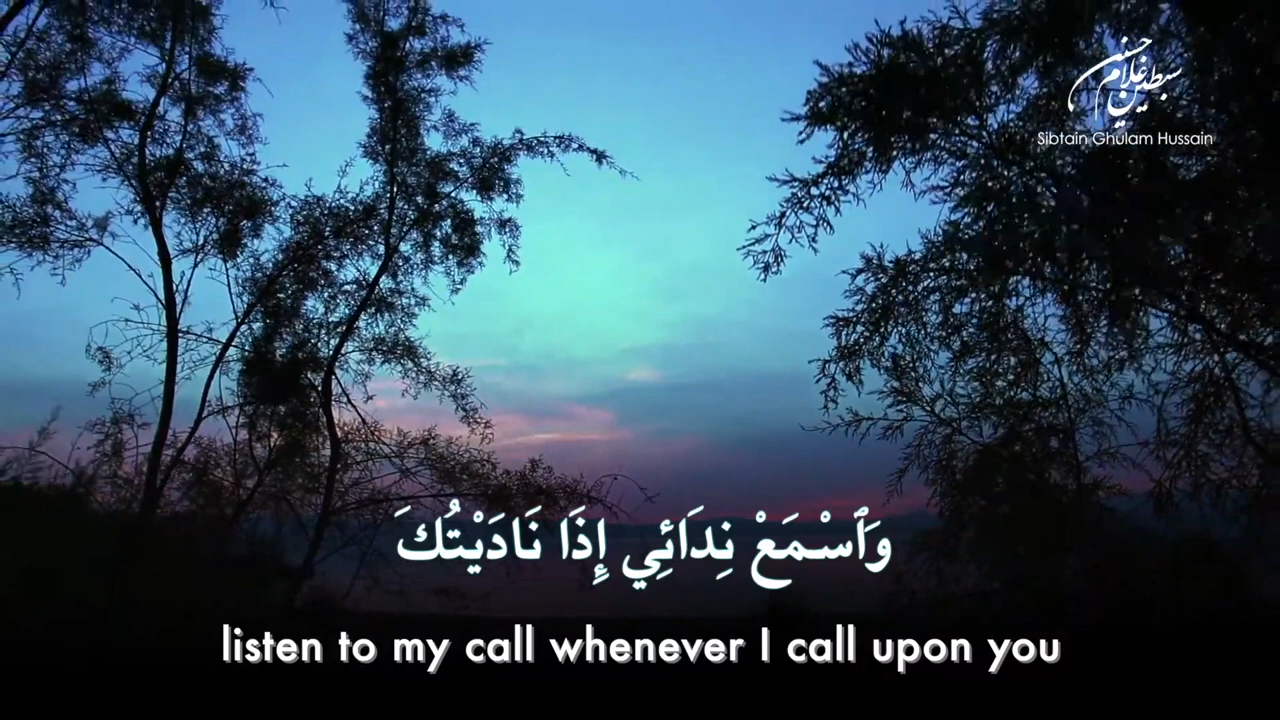 سبطين غلام حسين
Sibtain Ghulam Hussain
وَٱسْمَعْ نِدَائِي إِذَا نَادَيْتُكَ
listen to my call whenever I call upon you